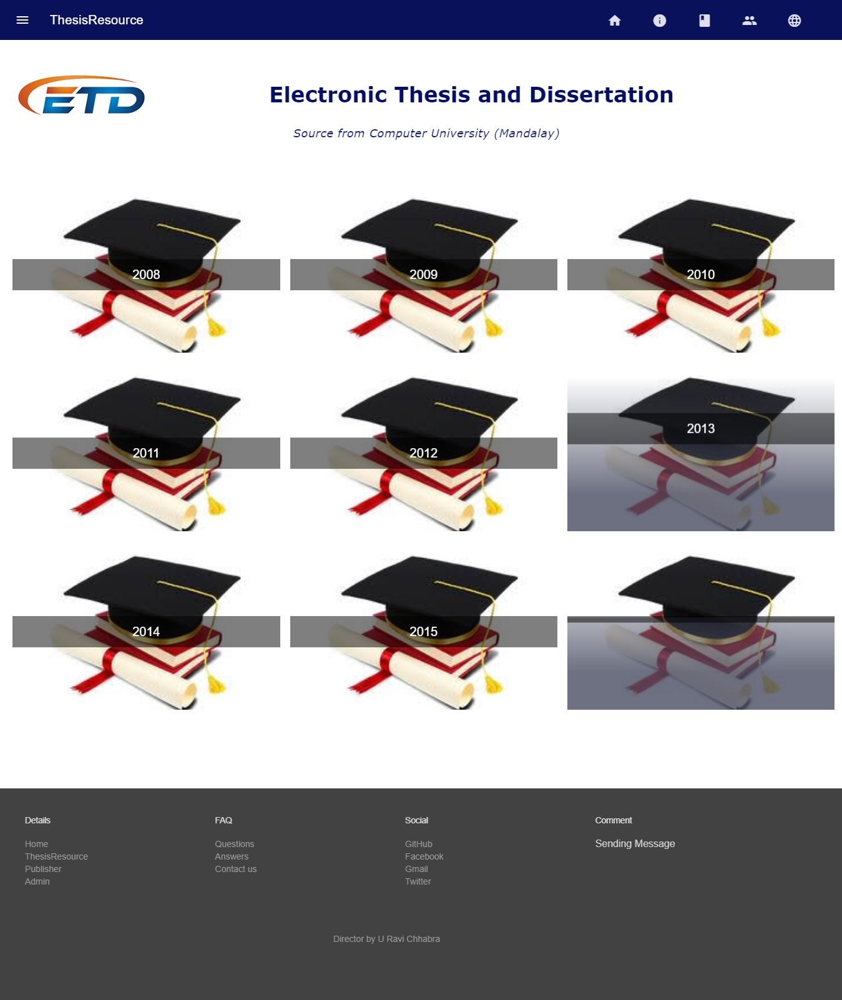 ThesisResource
ETD
Electronic Thesis and Dissertation
Source from Computer University (Mandalay)
2008
2009
2010
2011
2012
2013
2014
2015
Details
Home
ThesisResource
Publisher
Admin
FAQ
Questions
Answers
Contact us
Social
GitHub
Facebook
Gmail
Twitter
Comment
Sending Message
Director by U Ravi Chhabra